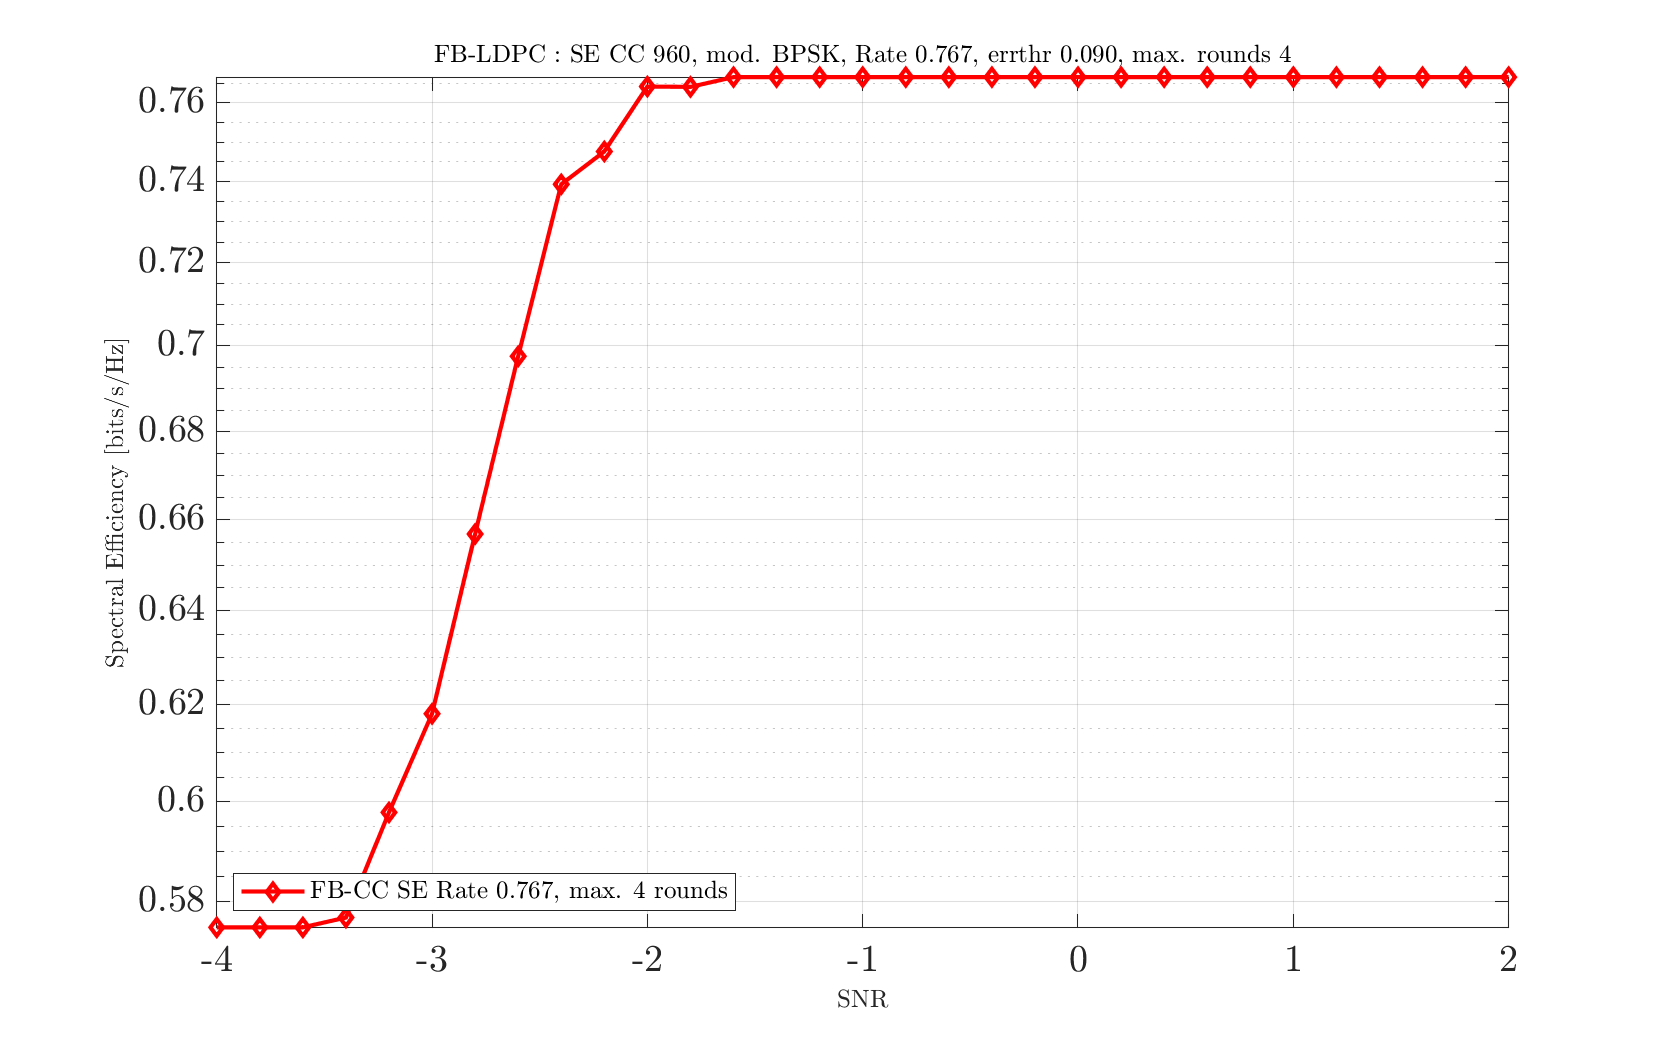 FB-LDPC : SE CC 960, mod. BPSK, Rate 0.767, errthr 0.090, max. rounds 4
0.76
0.74
0.72
0.7
0.68
0.66
0.64
0.62
0.6
0.58
Spectral Efficiency [bits/s/Hz]
FB-CC SE Rate 0.767, max. 4 rounds
-4 -3 -2 -1 0 1 2
SNR